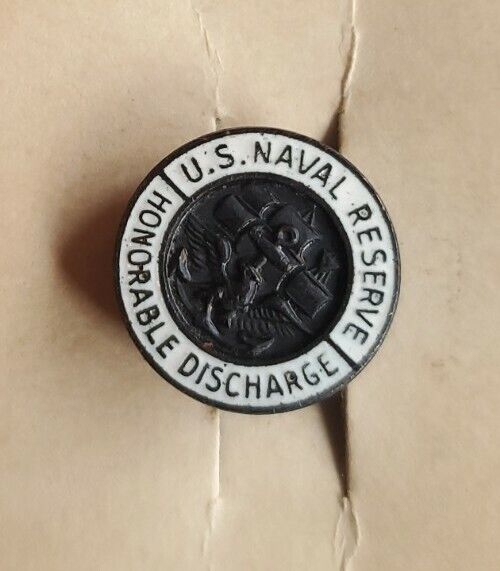 U.S. NAVAL RESERVE
HONORABLE DISCHARGE